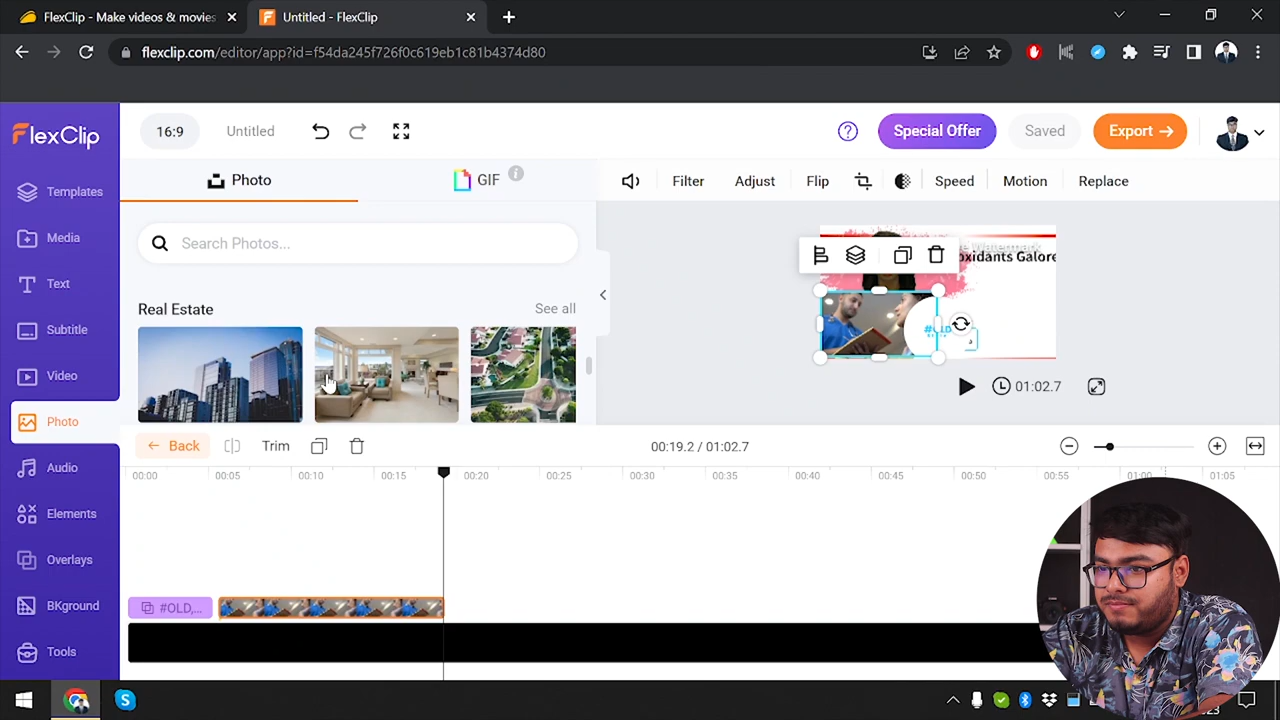 FlexClip - Make videos & movies
Untitled - FlexClip
flexclip.com/editor/app?id=f54da245f726f0c619eb1c81b4374d80
FlexClip
16:9
Untitled
Special Offer
Saved
Export →
Templates
Media
Text
Subtitle
Video
Photo
Audio
Elements
Overlays
BKground
Tools
Photo
GIF
Search Photos...
Real Estate
See all
Filter
Adjust
Flip
Speed
Motion
Replace
Watermark
oxidants Galore
01:02.7
← Back
Trim
00:19.2 / 01:02.7
00:00
00:05
00:10
00:15
00:20
00:25
00:30
00:35
00:40
00:45
00:50
00:55
01:00
01:05
#OLD,...